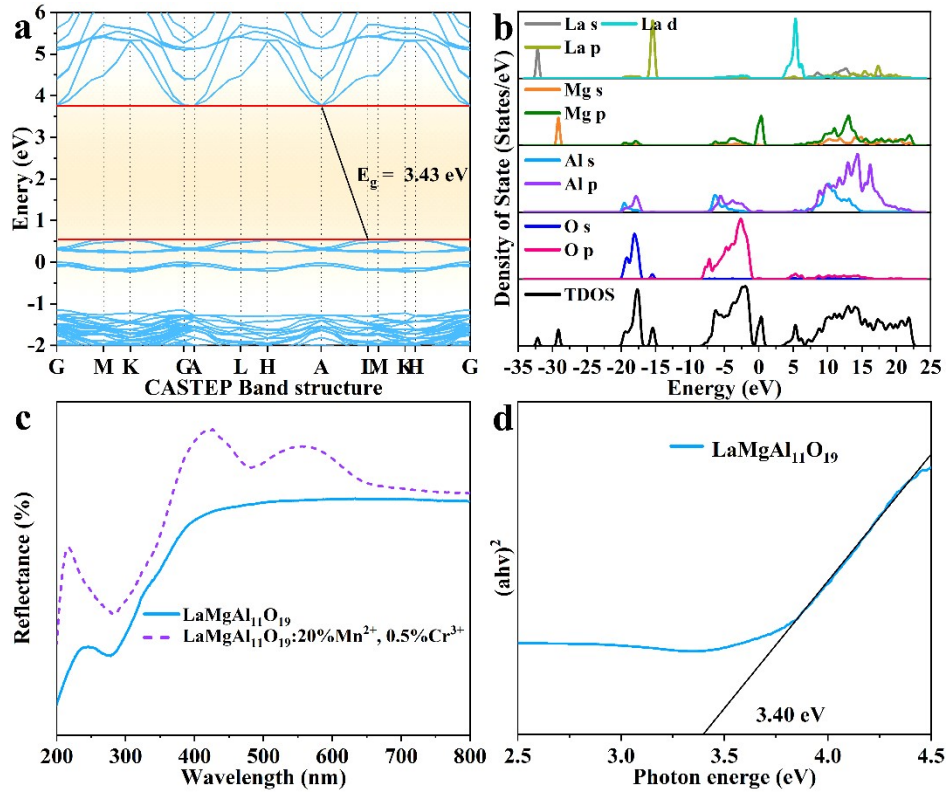 a
Enery (eV)
6
5
4
3
2
1
0
-1
-2
E_g = 3.43 eV
G M K G A L H A L M K H G
CASTEP Band structure
b
Density of State (States/eV)
La s
La d
La p
Mg s
Mg p
Al s
Al p
O s
O p
TDOS
-35 -30 -25 -20 -15 -10 -5 0 5 10 15 20 25
Energy (eV)
c
Reflectance (%)
LaMgAl₁₁O₁₉
LaMgAl₁₁O₁₉:20%Mn²⁺, 0.5%Cr³⁺
200 300 400 500 600 700 800
Wavelength (nm)
d
(ahv)²
LaMgAl₁₁O₁₉
3.40 eV
2.5 3.0 3.5 4.0 4.5
Photon energe (eV)